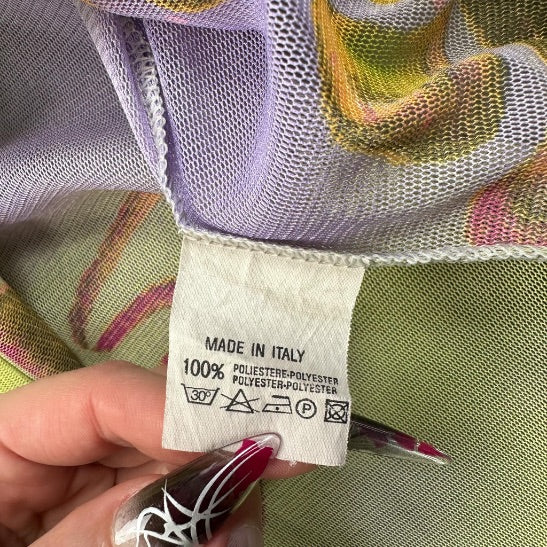 MADE IN ITALY
100% POLIESTERE-POLYESTER
POLYESTER-POLYESTER
30° P